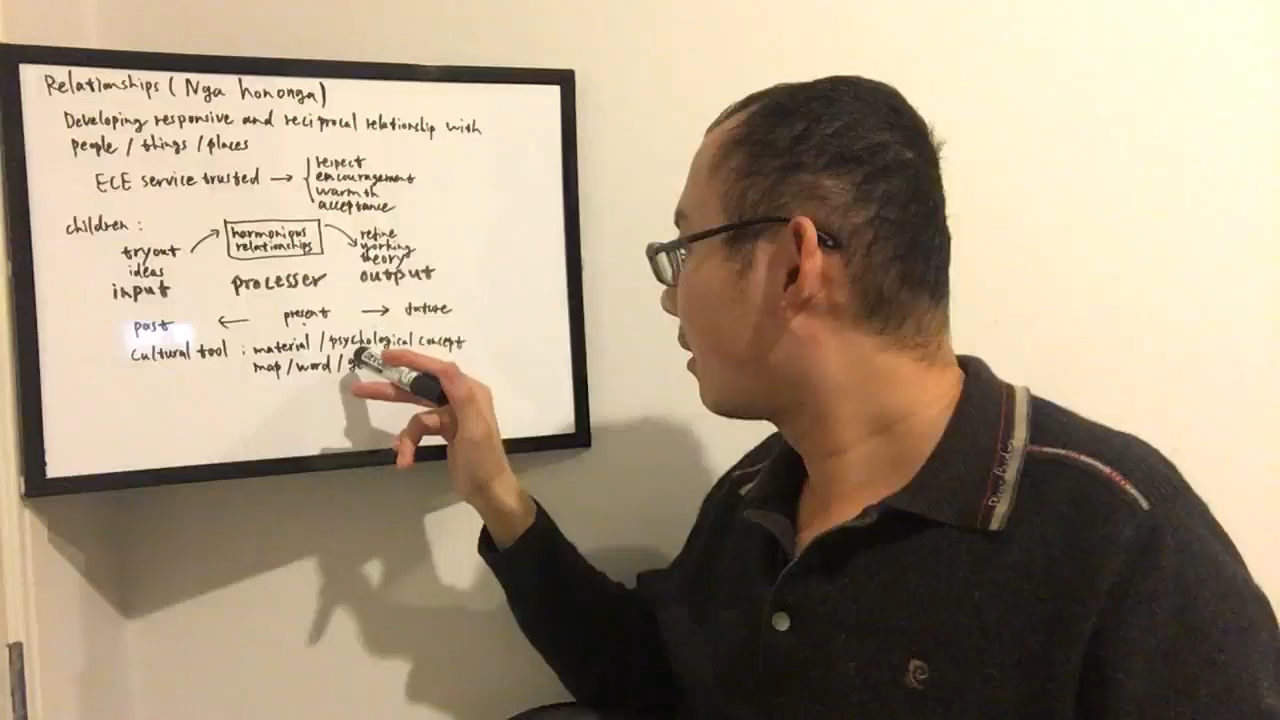 Relationships (Nga hononga)
Developing responsive and reciprocal relationship with
people / things / places
ECE service trusted → respect
encouragement
warmth
acceptance
children :
tryout
ideas
input
harmonious
relationships
processer
refine
working
theory
output
past ← present → future
cultural tool : material / psychological concept
map / word /